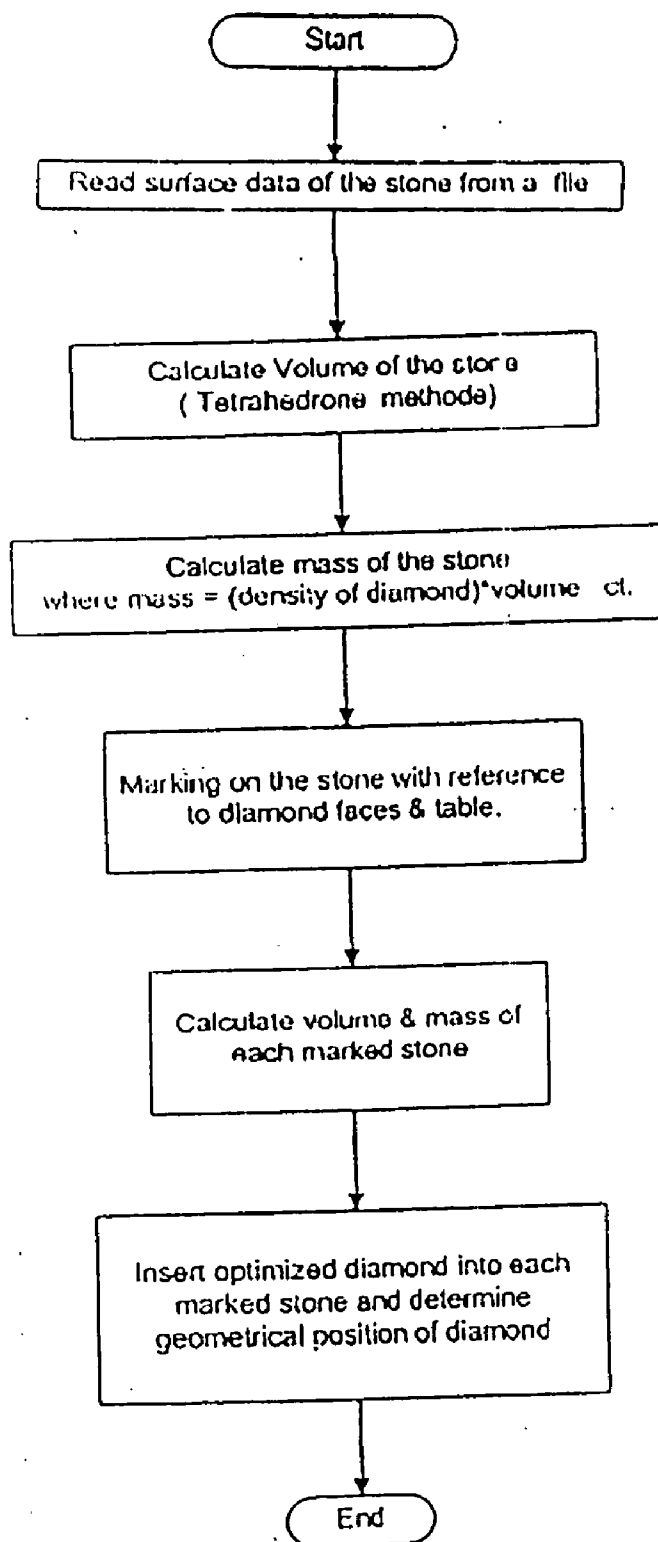 Start
Read surface data of the stone from a file
Calculate Volume of the stone
( Tetrahedrone methode)
Calculate mass of the stone
where mass = (density of diamond)*volume ct.
Marking on the stone with reference
to diamond faces & table.
Calculate volume & mass of
each marked stone
Insert optimized diamond into each
marked stone and determine
geometrical position of diamond
End